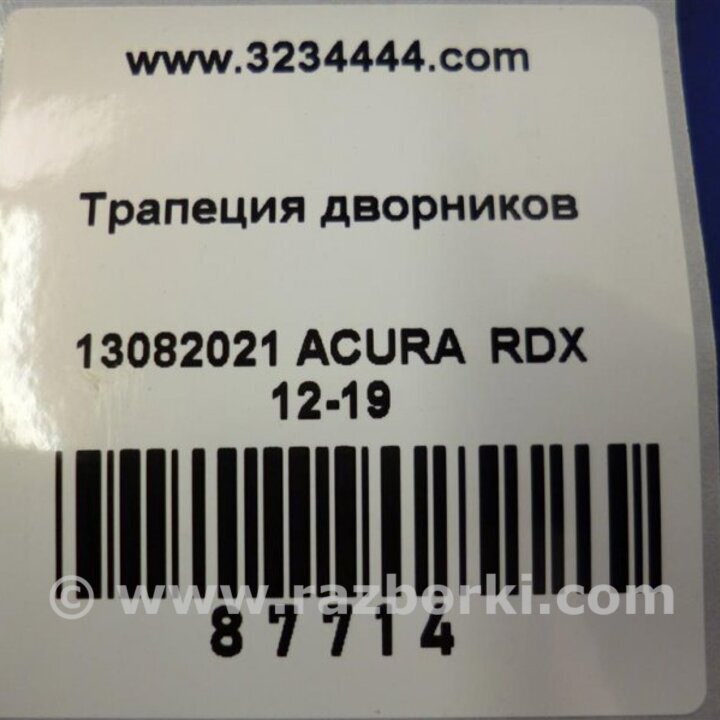 www.3234444.com
Трапеция дворников
13082021 ACURA RDX
12-19
© www.razborki.com
87714